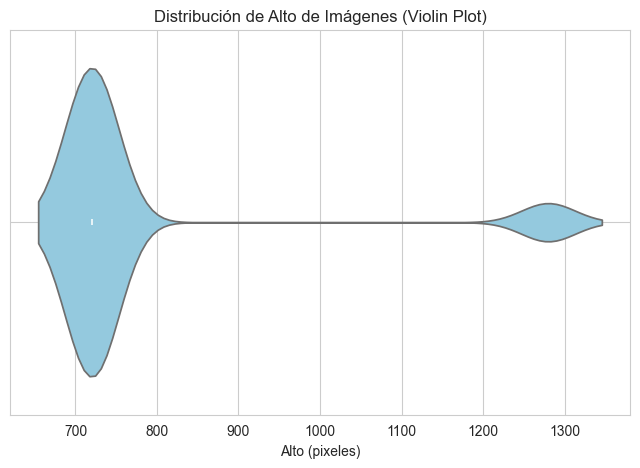 Distribución de Alto de Imágenes (Violin Plot)
700 800 900 1000 1100 1200 1300
Alto (pixeles)